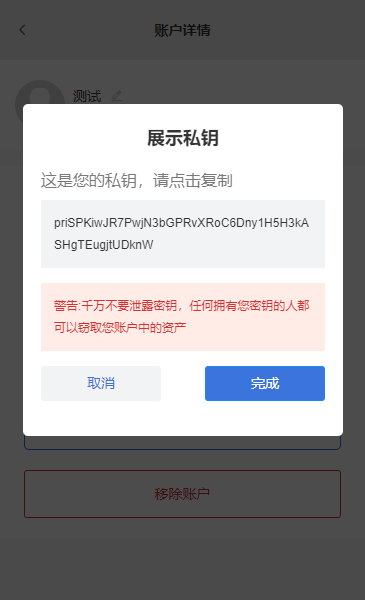 账户详情
测试
展示私钥
这是您的私钥，请点击复制
priSPKiwJR7PwjN3bGPRvXRoC6Dny1H5H3kA
SHgTEugjtUDknW
警告:千万不要泄露密钥，任何拥有您密钥的人都
可以窃取您账户中的资产
取消
完成
移除账户